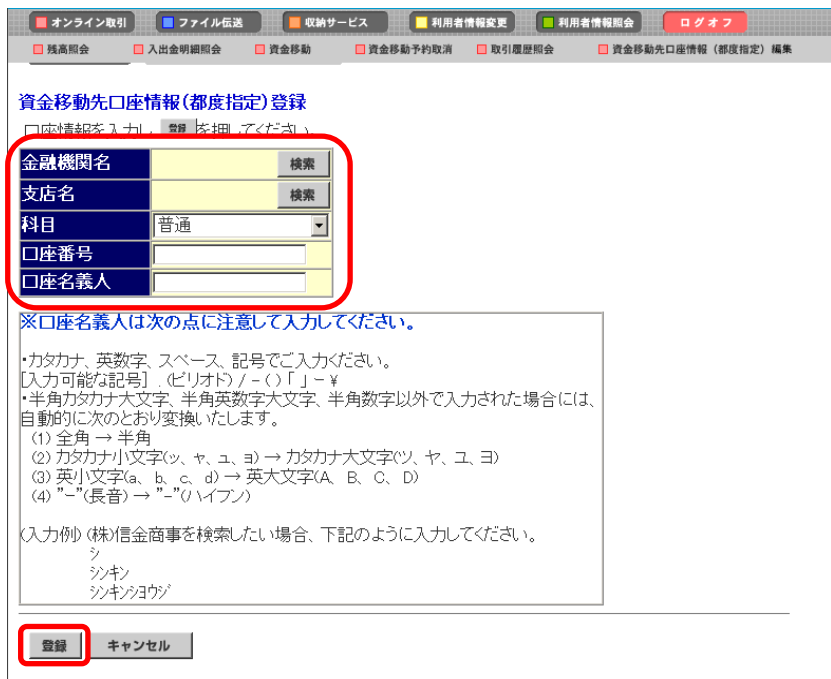 オンライン取引 ファイル伝送 収納サービス 利用者情報変更 利用者情報照会 ログオフ
残高照会 入出金明細照会 資金移動 資金移動予約取消 取引履歴照会 資金移動先口座情報（都度指定）編集
資金移動先口座情報(都度指定)登録
口座情報を入力し、 登録 を押してください。
金融機関名 検索
支店名 検索
科目 普通
口座番号
口座名義人
※口座名義人は次の点に注意して入力してください。
・カタカナ、英数字、スペース、記号でご入力ください。
[入力可能な記号] . (ピリオド) / - ( ) 「 」 ー ¥
・半角カタカナ大文字、半角英数字大文字、半角数字以外で入力された場合には、
自動的に次のとおり変換いたします。
(1) 全角 → 半角
(2) カタカナ小文字(ッ、ャ、ュ、ョ) → カタカナ大文字(ツ、ヤ、ユ、ヨ)
(3) 英小文字(a、b、c、d) → 英大文字(A、B、C、D)
(4) ”ー”(長音) → ”-”(ハイフン)
(入力例) (株)信金商事を検索したい場合、下記のように入力してください。
シ
シンキン
シンキンシヨウジ
登録 キャンセル